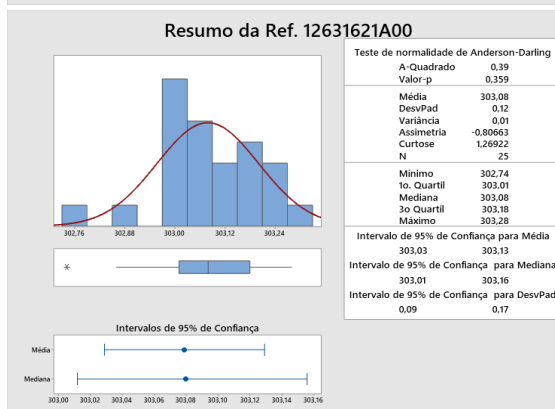 Resumo da Ref. 12631621A00
Teste de normalidade de Anderson-Darling
A-Quadrado 0,39
Valor-p 0,359
Média 303,08
DesvPad 0,12
Variância 0,01
Assimetria -0,80663
Curtose 1,26922
N 25
Mínimo 302,74
1o. Quartil 303,01
Mediana 303,08
3o Quartil 303,18
Máximo 303,28
Intervalo de 95% de Confiança para Média
303,03 303,13
Intervalo de 95% de Confiança para Mediana
303,01 303,16
Intervalo de 95% de Confiança para DesvPad
0,09 0,17
302,76 302,88 303,00 303,12 303,24
Intervalos de 95% de Confiança
Média
Mediana
303,00 303,02 303,04 303,06 303,08 303,10 303,12 303,14 303,16